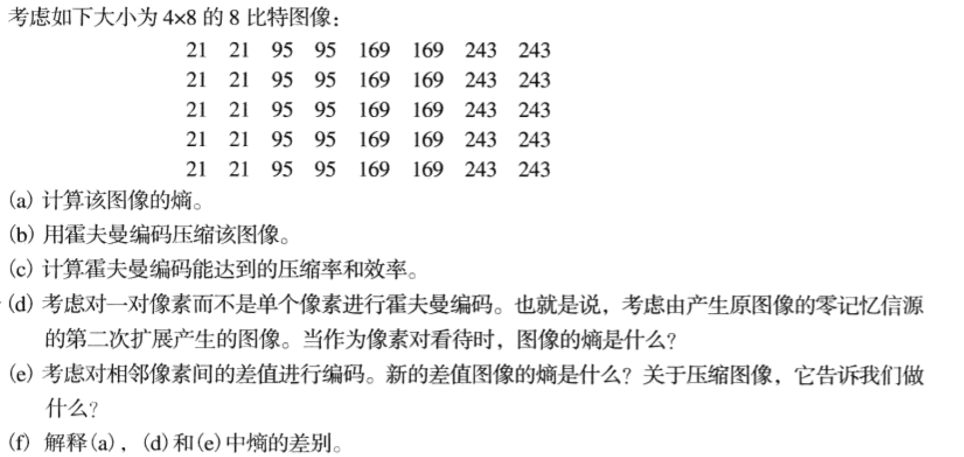 考虑如下大小为 4×8 的 8 比特图像：
21 21 95 95 169 169 243 243
21 21 95 95 169 169 243 243
21 21 95 95 169 169 243 243
21 21 95 95 169 169 243 243
21 21 95 95 169 169 243 243
(a) 计算该图像的熵。
(b) 用霍夫曼编码压缩该图像。
(c) 计算霍夫曼编码能达到的压缩率和效率。
(d) 考虑对一对像素而不是单个像素进行霍夫曼编码。也就是说，考虑由产生原图像的零记忆信源
的第二次扩展产生的图像。当作为像素对看待时，图像的熵是什么？
(e) 考虑对相邻像素间的差值进行编码。新的差值图像的熵是什么？关于压缩图像，它告诉我们做
什么？
(f) 解释(a)，(d)和(e)中熵的差别。